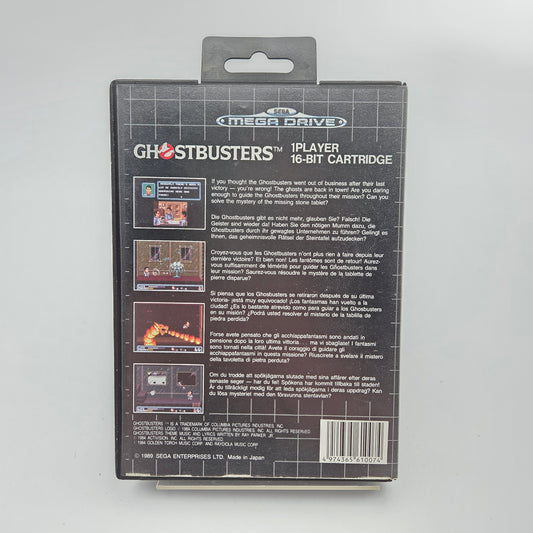 SEGA
MEGA DRIVE
GHOSTBUSTERS™
1PLAYER
16-BIT CARTRIDGE
If you thought the Ghostbusters went out of business after their last
victory — you're wrong! The ghosts are back in town! Are you daring
enough to guide the Ghostbusters throughout their mission? Can you
solve the mystery of the missing stone tablet?
Die Ghostbusters gibt es nicht mehr, glauben Sie? Falsch! Die
Geister sind wieder da! Haben Sie den nötigen Mumm dazu, die
Ghostbusters durch ihr gewagtes Unternehmen zu führen? Gelingt es
Ihnen, das geheimnisvolle Rätsel der Steintafel aufzudecken?
Croyez-vous que les Ghostbusters n'ont plus rien à faire depuis leur
dernière victoire? Et bien non! Les fantômes sont de retour! Aurez-
vous suffisamment de témérité pour guider les Ghostbusters dans
leur mission? Saurez-vous résoudre le mystère de la tablette de
pierre disparue?
Si piensa que los Ghosbusters se retiraron después de su última
victoria- ¡está muy equivocado! ¡Los fantasmas han vuelto a la
ciudad! ¿Es lo bastante atrevido como para guiar a los Ghostbusters
en su misión? ¿Podrá usted resolver el misterio de la tablilla de
piedra perdida?
Forse avete pensato che gli acchiappafantasmi sono andati in
pensione dopo la loro ultima vittoria... ma vi sbagliate! I fantasmi
sono tornati nella città! Avete il coraggio di guidare gli
acchiappafantasmi in questa missione? Riuscirete a svelare il mistero
della tavoletta di pietra perduta?
Om du trodde att spökjägarna slutade med sina affärer efter deras
senaste seger — har du fel! Spökena har kommit tillbaka till staden!
Är du tilräckligt modig för att leda spökjägarna i deras uppdrag? Kan
du lösa mysteriet med den försvunna stentavlan?
GHOSTBUSTERS ™ IS A TRADEMARK OF COLUMBIA PICTURES INDUSTRIES INC.
GHOSTBUSTERS LOGO © 1984 COLUMBIA PICTURES INDUSTRIES INC. ALL RIGHTS RESERVED.
GHOSTBUSTERS THEME MUSIC AND LYRICS WRITTEN BY RAY PARKER, JR.
© 1984 ACTIVISION, INC. ALL RIGHTS RESERVED.
© 1984 GOLDEN TORCH MUSIC CORP. AND RAYDIOLA MUSIC CORP.
© 1989 SEGA ENTERPRISES LTD. Made in Japan
4 974365 610074